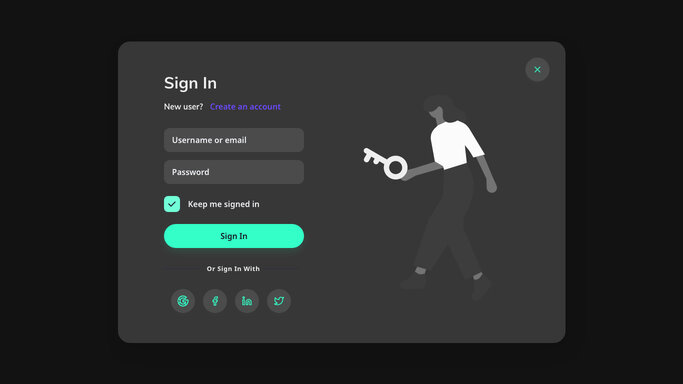 Sign In
New user? Create an account
Username or email
Password
Keep me signed in
Sign In
Or Sign In With